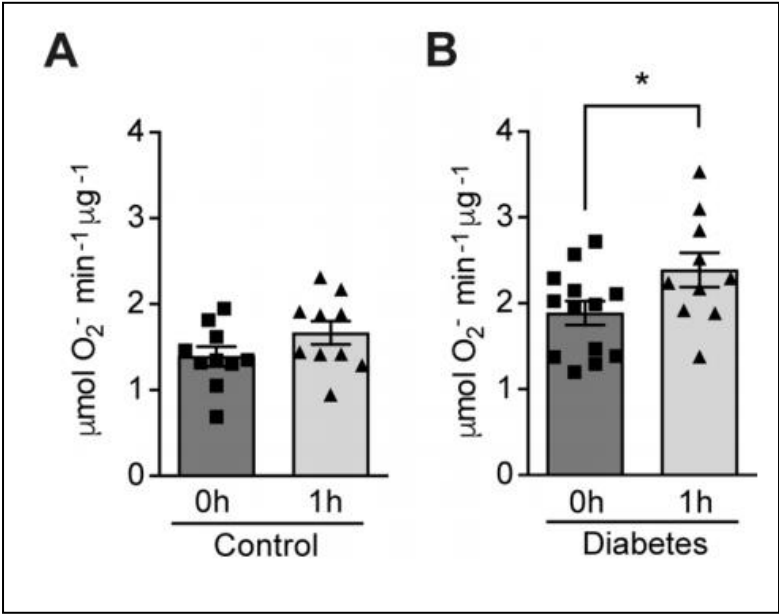 A
B
*
µmol O₂⁻ min⁻¹ µg⁻¹
4
3
2
1
0
0h 1h
Control
µmol O₂⁻ min⁻¹ µg⁻¹
4
3
2
1
0
0h 1h
Diabetes